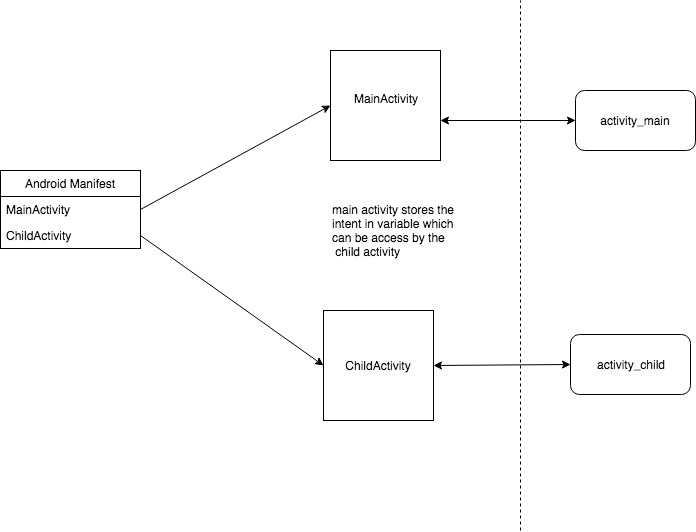 MainActivity
activity_main
Android Manifest
MainActivity
ChildActivity
main activity stores the
intent in variable which
can be access by the
child activity
ChildActivity
activity_child